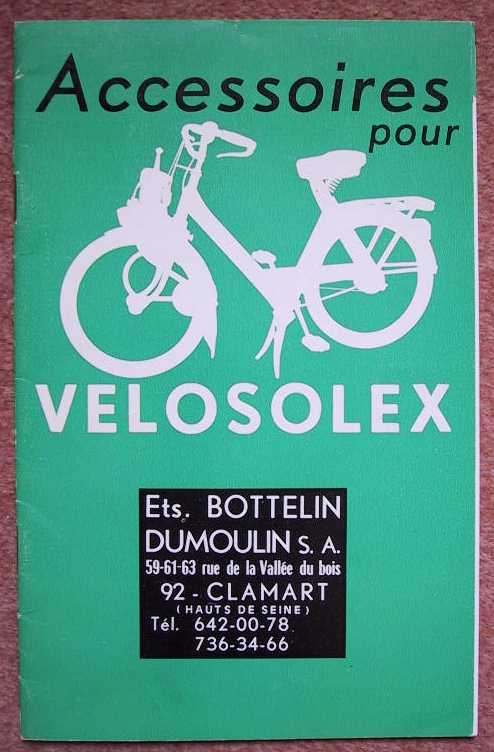 Accessoires
pour
VELOSOLEX
Ets. BOTTELIN
DUMOULIN S. A.
59-61-63 rue de la Vallée du bois
92 - CLAMART
(HAUTS DE SEINE)
Tél. 642-00-78
736-34-66